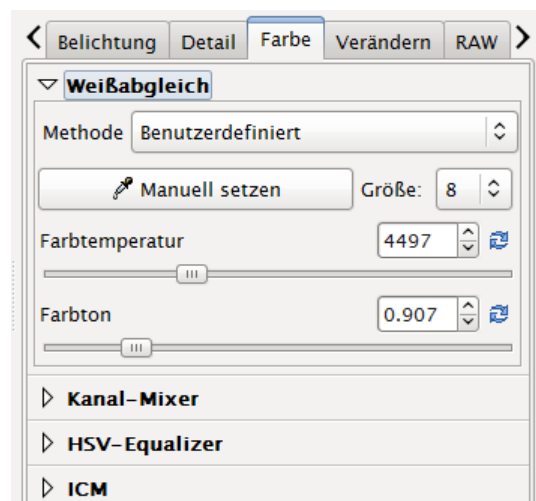 Belichtung Detail Farbe Verändern RAW
Weißabgleich
Methode Benutzerdefiniert
Manuell setzen Größe: 8
Farbtemperatur 4497
Farbton 0.907
Kanal-Mixer
HSV-Equalizer
ICM